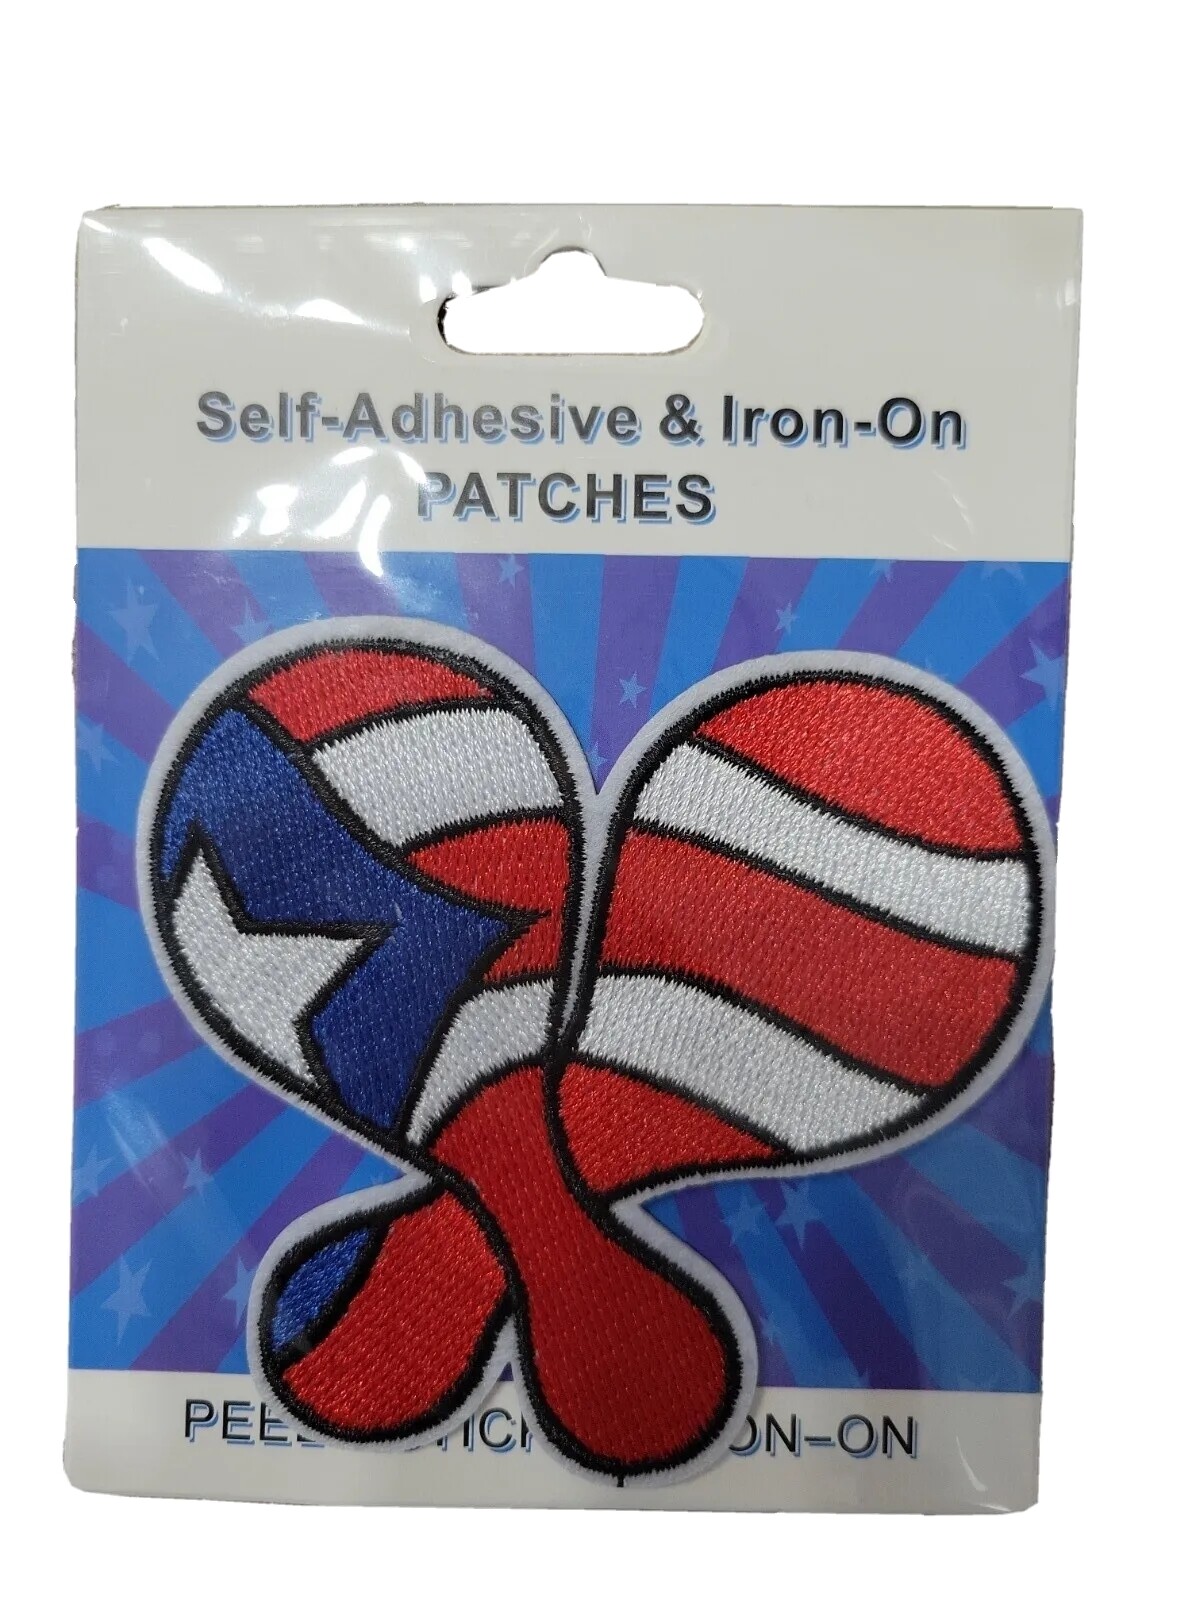 Self-Adhesive & Iron-On
PATCHES
ON–ON